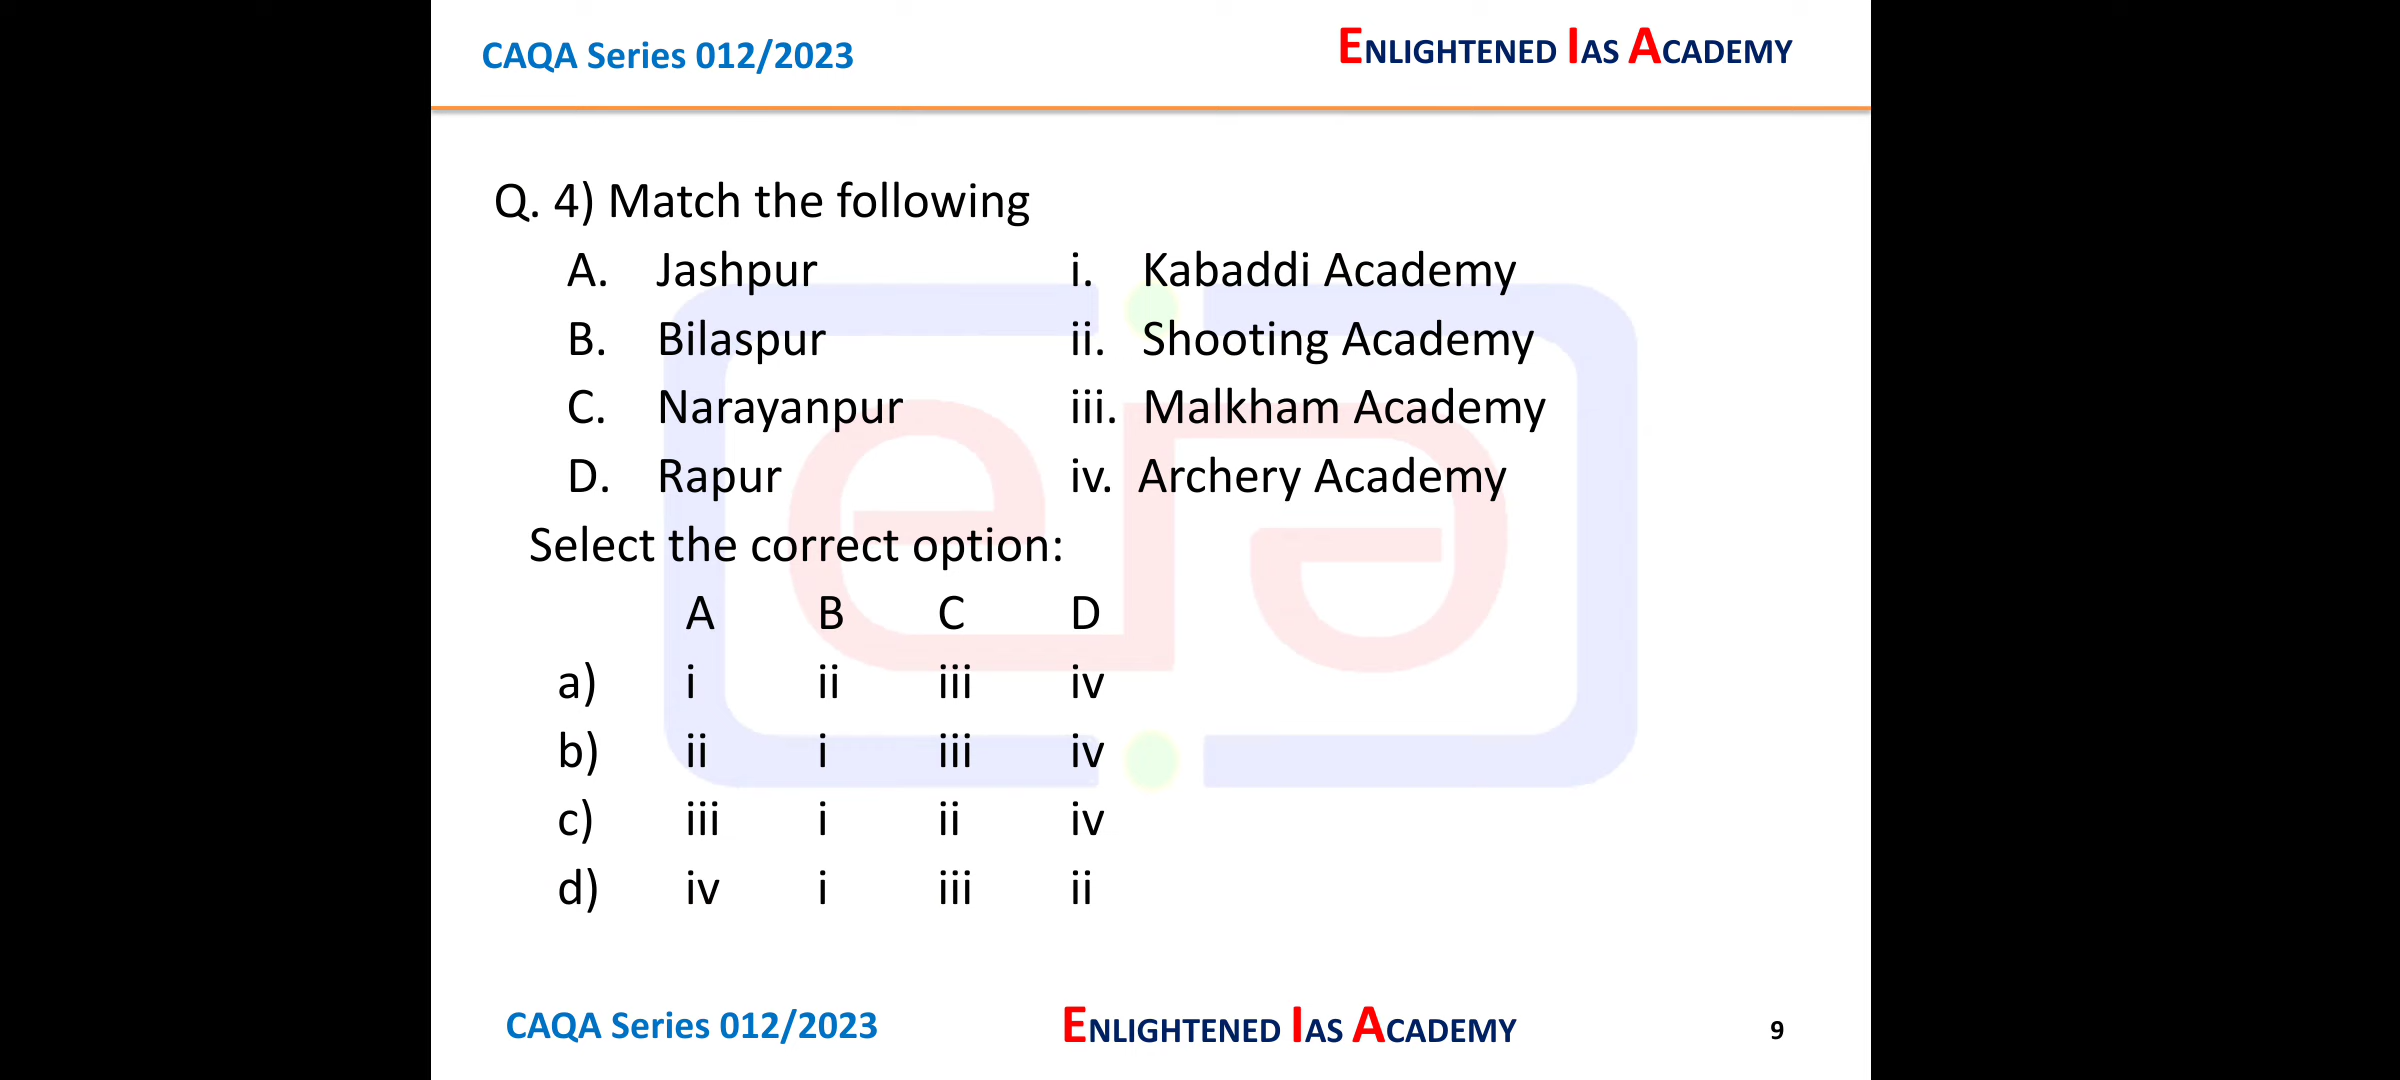 CAQA Series 012/2023
ENLIGHTENED IAS ACADEMY
Q. 4) Match the following
A. Jashpur i. Kabaddi Academy
B. Bilaspur ii. Shooting Academy
C. Narayanpur iii. Malkham Academy
D. Rapur iv. Archery Academy
Select the correct option:
A B C D
a) i ii iii iv
b) ii i iii iv
c) iii i ii iv
d) iv i iii ii
CAQA Series 012/2023
ENLIGHTENED IAS ACADEMY
9